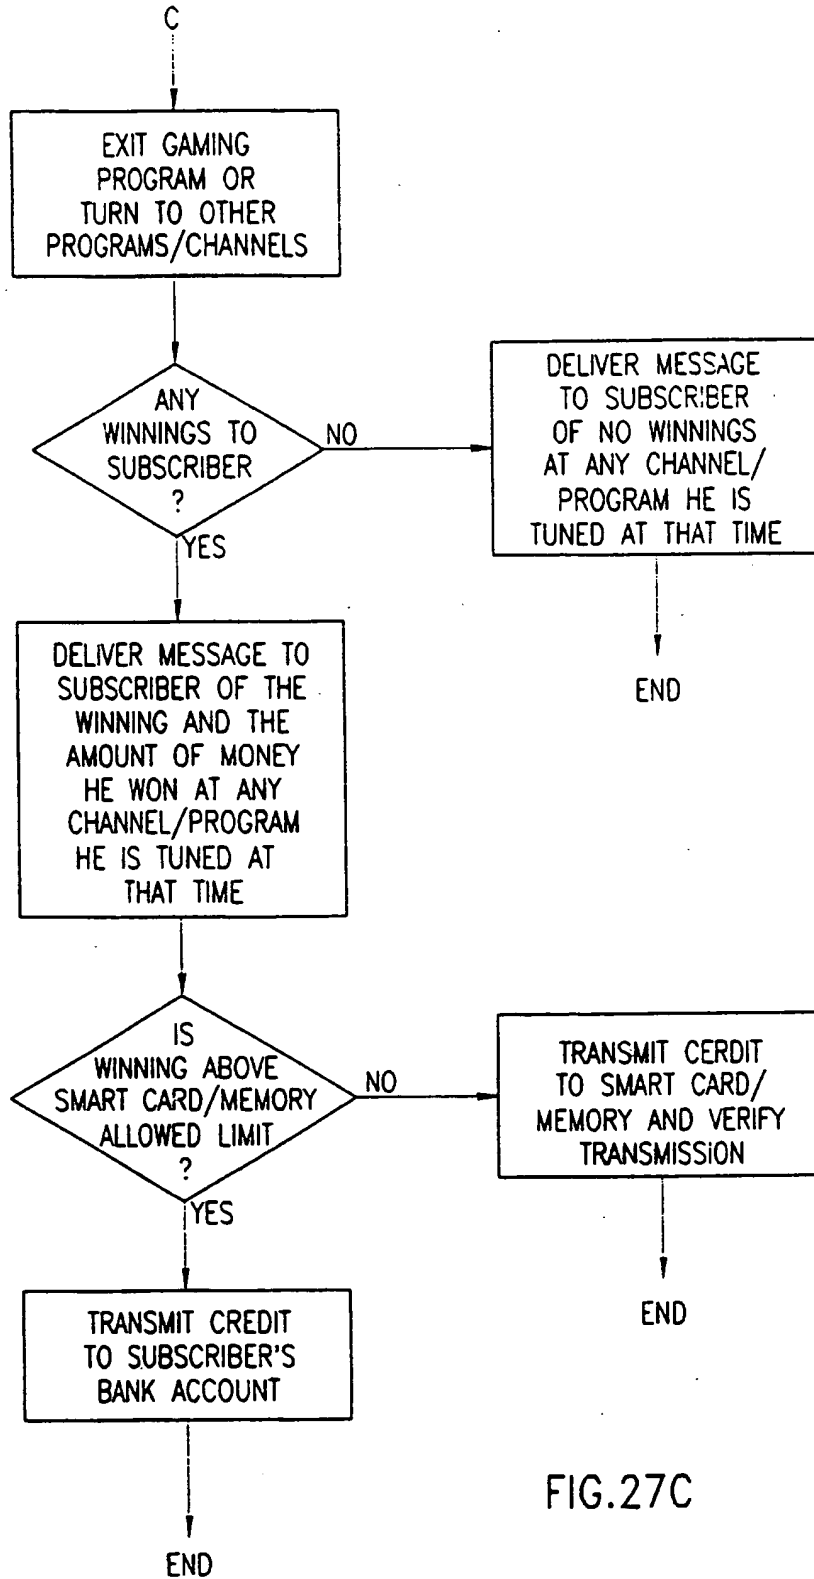 C
EXIT GAMING
PROGRAM OR
TURN TO OTHER
PROGRAMS/CHANNELS
ANY
WINNINGS TO
SUBSCRIBER
?
NO
YES
DELIVER MESSAGE
TO SUBSCRIBER
OF NO WINNINGS
AT ANY CHANNEL/
PROGRAM HE IS
TUNED AT THAT TIME
END
DELIVER MESSAGE TO
SUBSCRIBER OF THE
WINNING AND THE
AMOUNT OF MONEY
HE WON AT ANY
CHANNEL/PROGRAM
HE IS TUNED AT
THAT TIME
IS
WINNING ABOVE
SMART CARD/MEMORY
ALLOWED LIMIT
?
NO
YES
TRANSMIT CERDIT
TO SMART CARD/
MEMORY AND VERIFY
TRANSMISSION
END
TRANSMIT CREDIT
TO SUBSCRIBER'S
BANK ACCOUNT
END
FIG.27C